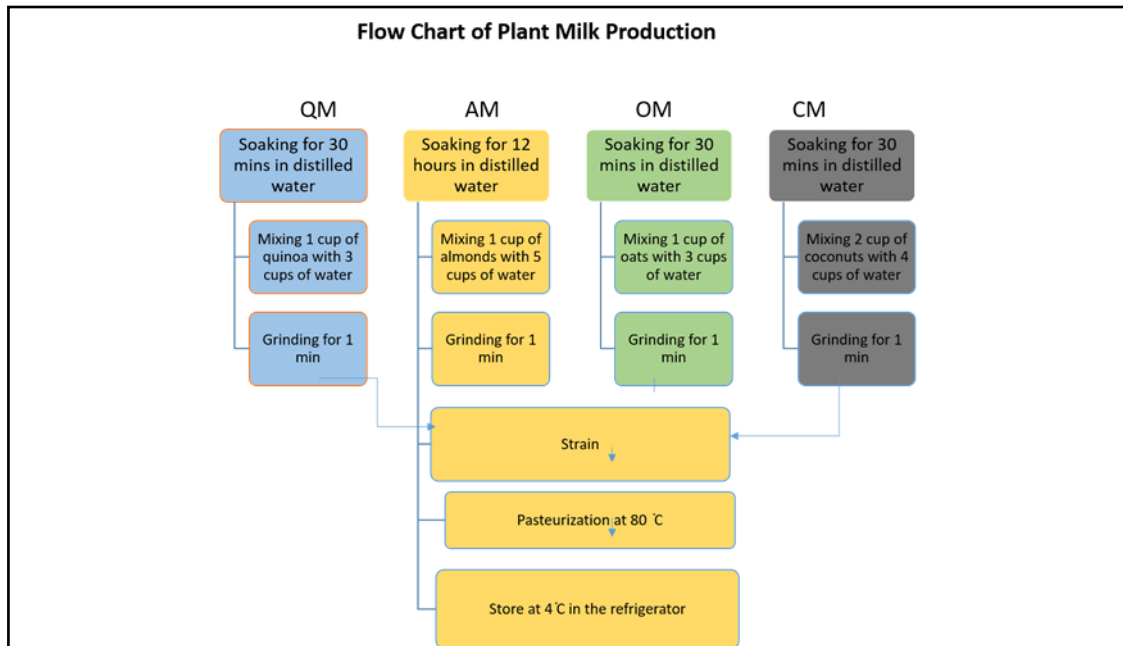 Flow Chart of Plant Milk Production
QM
Soaking for 30
mins in distilled
water
Mixing 1 cup of
quinoa with 3
cups of water
Grinding for 1
min
AM
Soaking for 12
hours in distilled
water
Mixing 1 cup of
almonds with 5
cups of water
Grinding for 1
min
OM
Soaking for 30
mins in distilled
water
Mixing 1 cup of
oats with 3 cups
of water
Grinding for 1
min
CM
Soaking for 30
mins in distilled
water
Mixing 2 cup of
coconuts with 4
cups of water
Grinding for 1
min
Strain
Pasteurization at 80 °C
Store at 4°C in the refrigerator